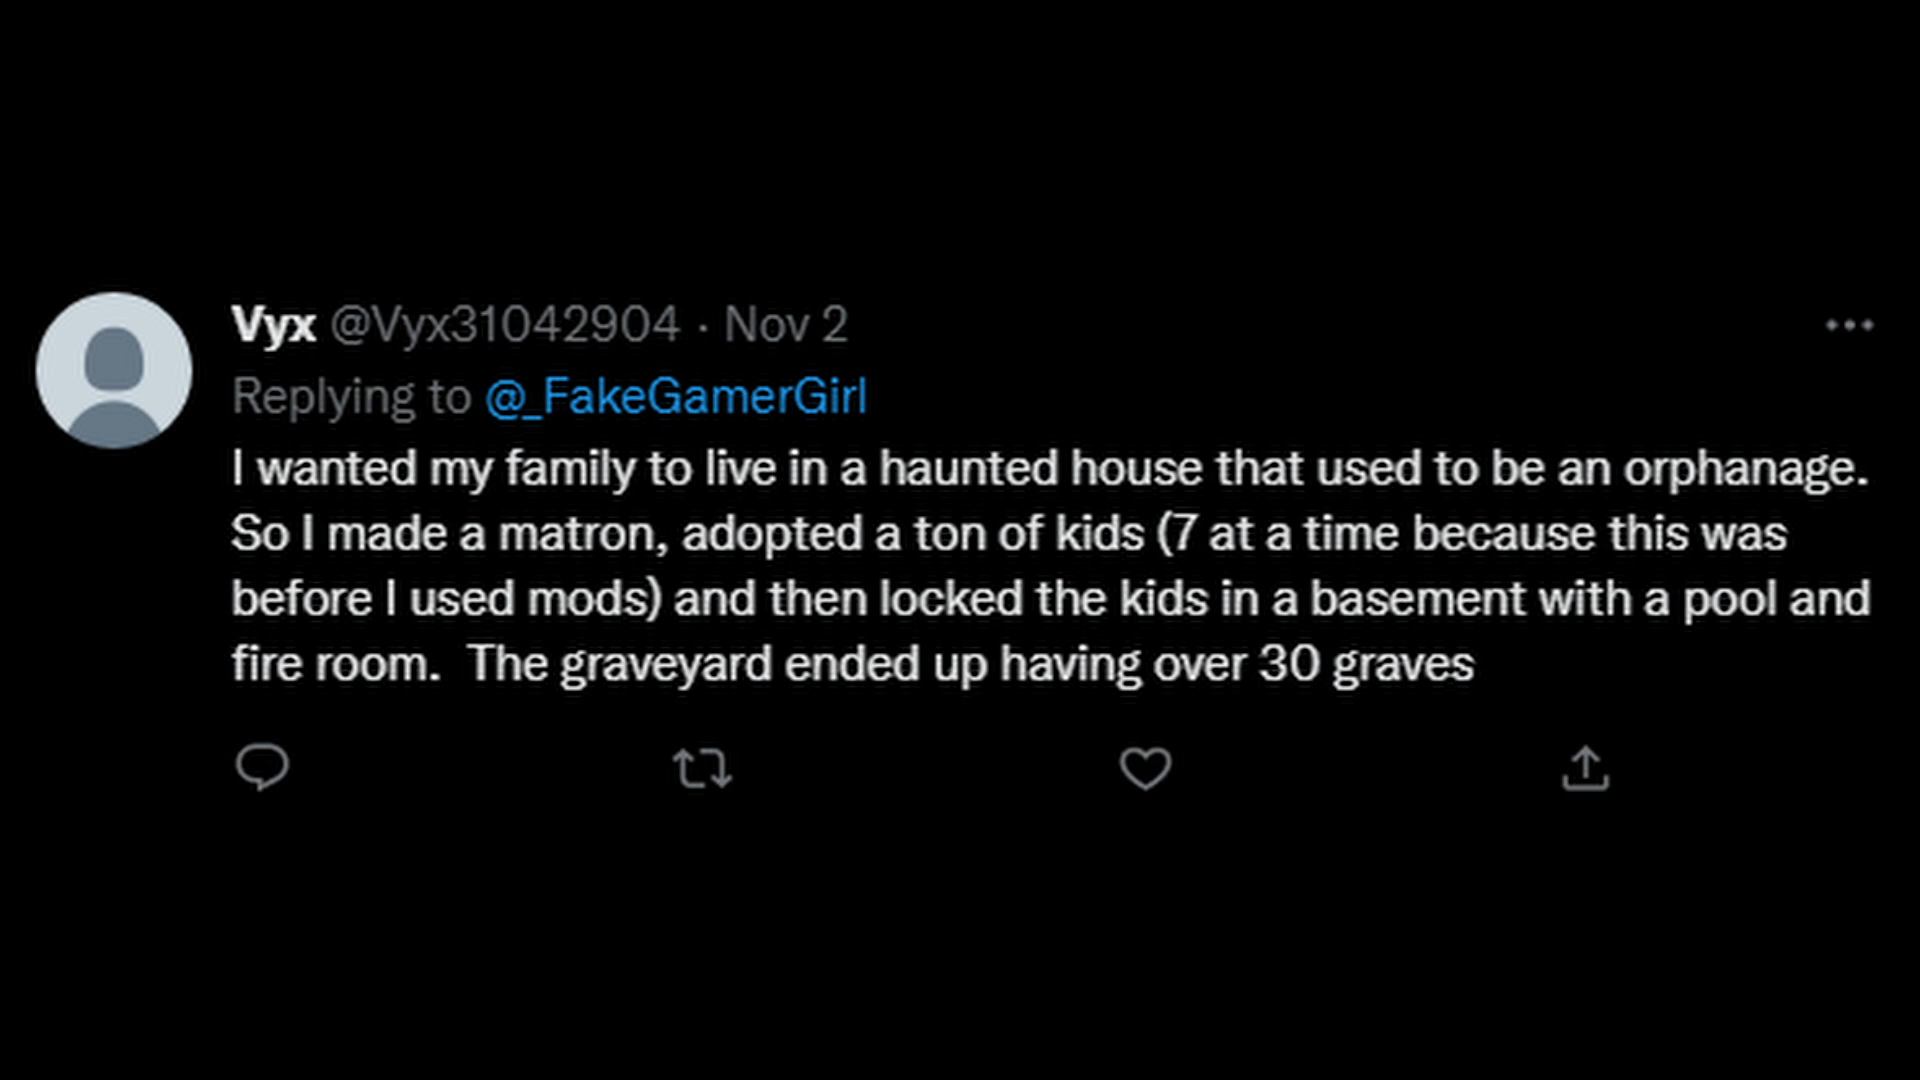 Vyx @Vyx31042904 · Nov 2
Replying to @_FakeGamerGirl
I wanted my family to live in a haunted house that used to be an orphanage.
So I made a matron, adopted a ton of kids (7 at a time because this was
before I used mods) and then locked the kids in a basement with a pool and
fire room.  The graveyard ended up having over 30 graves